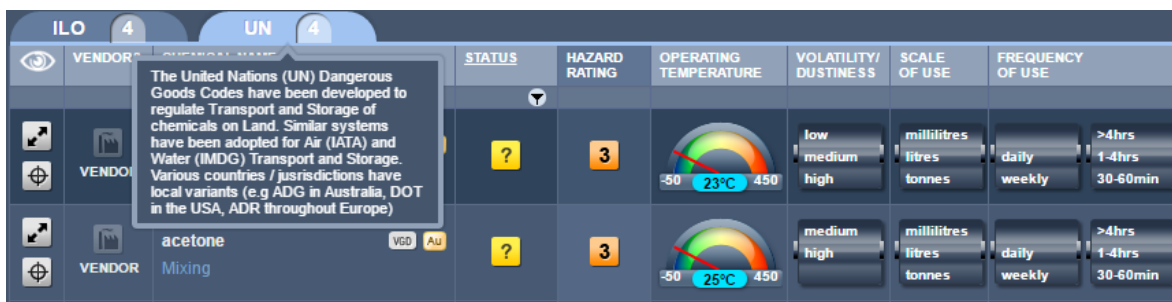 ILO 4 UN 4
VENDORS STATUS HAZARD RATING OPERATING TEMPERATURE VOLATILITY/ DUSTINESS SCALE OF USE FREQUENCY OF USE
The United Nations (UN) Dangerous
Goods Codes have been developed to
regulate Transport and Storage of
chemicals on Land. Similar systems
have been adopted for Air (IATA) and
Water (IMDG) Transport and Storage.
Various countries / jusrisdictions have
local variants (e.g ADG in Australia, DOT
in the USA, ADR throughout Europe)
VENDOR
?
3
-50 23°C 450
low
medium
high
millilitres
litres
tonnes
daily
weekly
>4hrs
1-4hrs
30-60min
acetone VGD Au
VENDOR Mixing
?
3
-50 25°C 450
medium
high
millilitres
litres
tonnes
daily
weekly
>4hrs
1-4hrs
30-60min